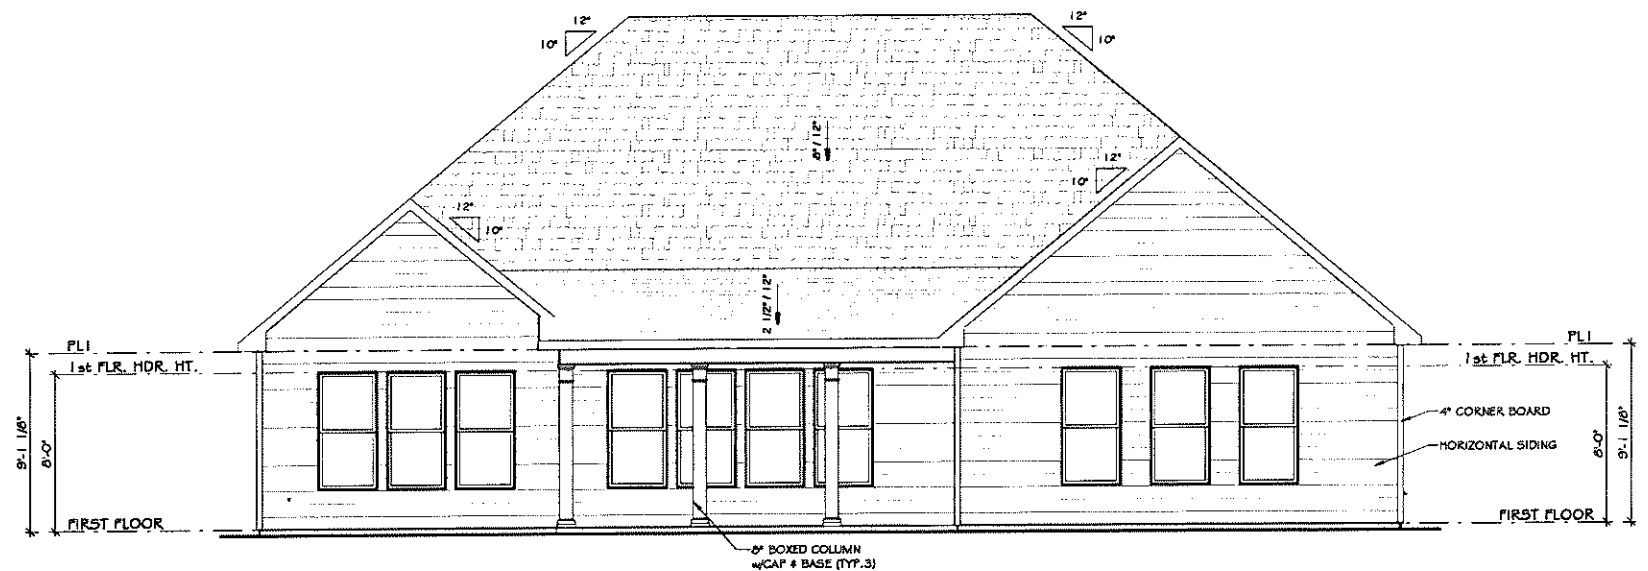 12"
10"
12"
10"
8"/12"
12"
10"
12"
10"
2 1/2"/12"
PL1
1st FLR. HDR. HT.
9'-1 1/8"
8'-0"
FIRST FLOOR
PL1
1st FLR. HDR. HT.
4" CORNER BOARD
HORIZONTAL SIDING
8'-0"
9'-1 1/8"
FIRST FLOOR
8" BOXED COLUMN
w/CAP & BASE (TYP.3)